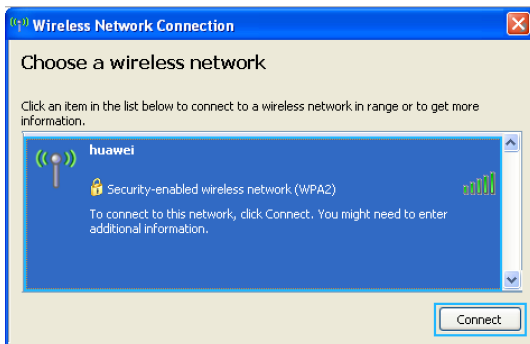 Wireless Network Connection
Choose a wireless network
Click an item in the list below to connect to a wireless network in range or to get more
information.
huawei
Security-enabled wireless network (WPA2)
To connect to this network, click Connect. You might need to enter
additional information.
Connect